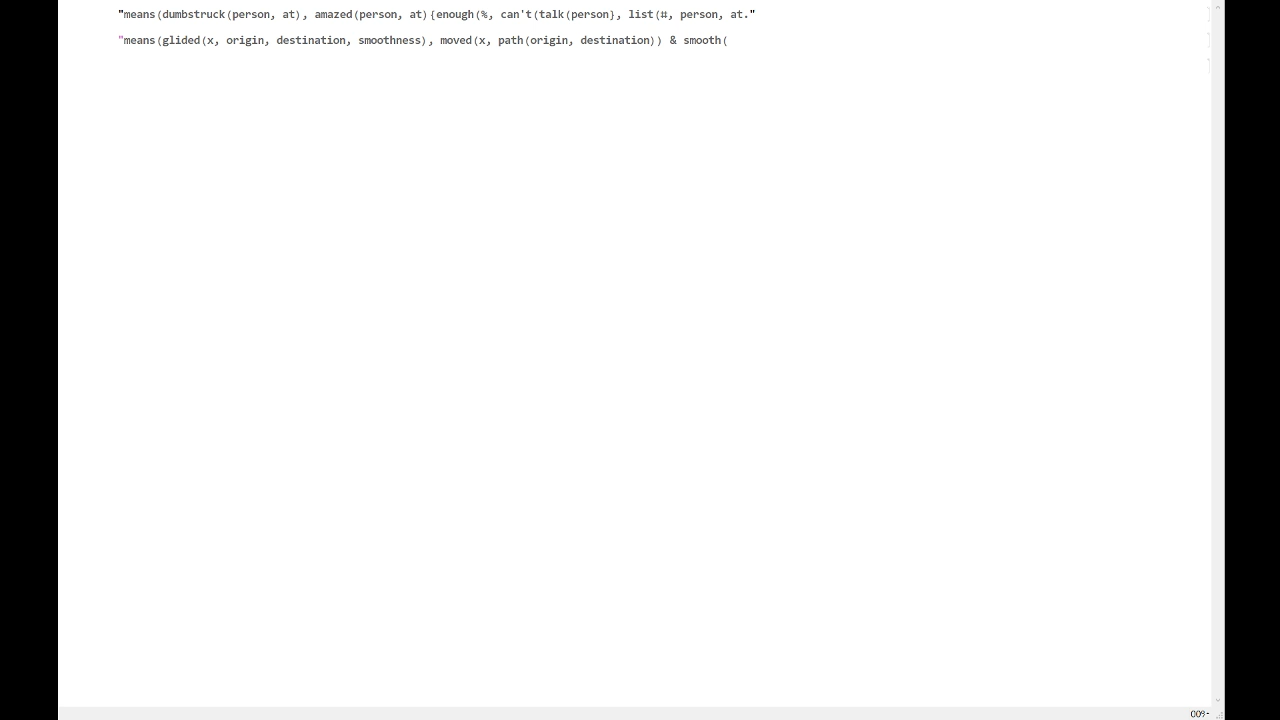 "means(dumbstruck(person, at), amazed(person, at){enough(%, can't(talk(person}, list(#, person, at."
"means(glided(x, origin, destination, smoothness), moved(x, path(origin, destination)) & smooth(